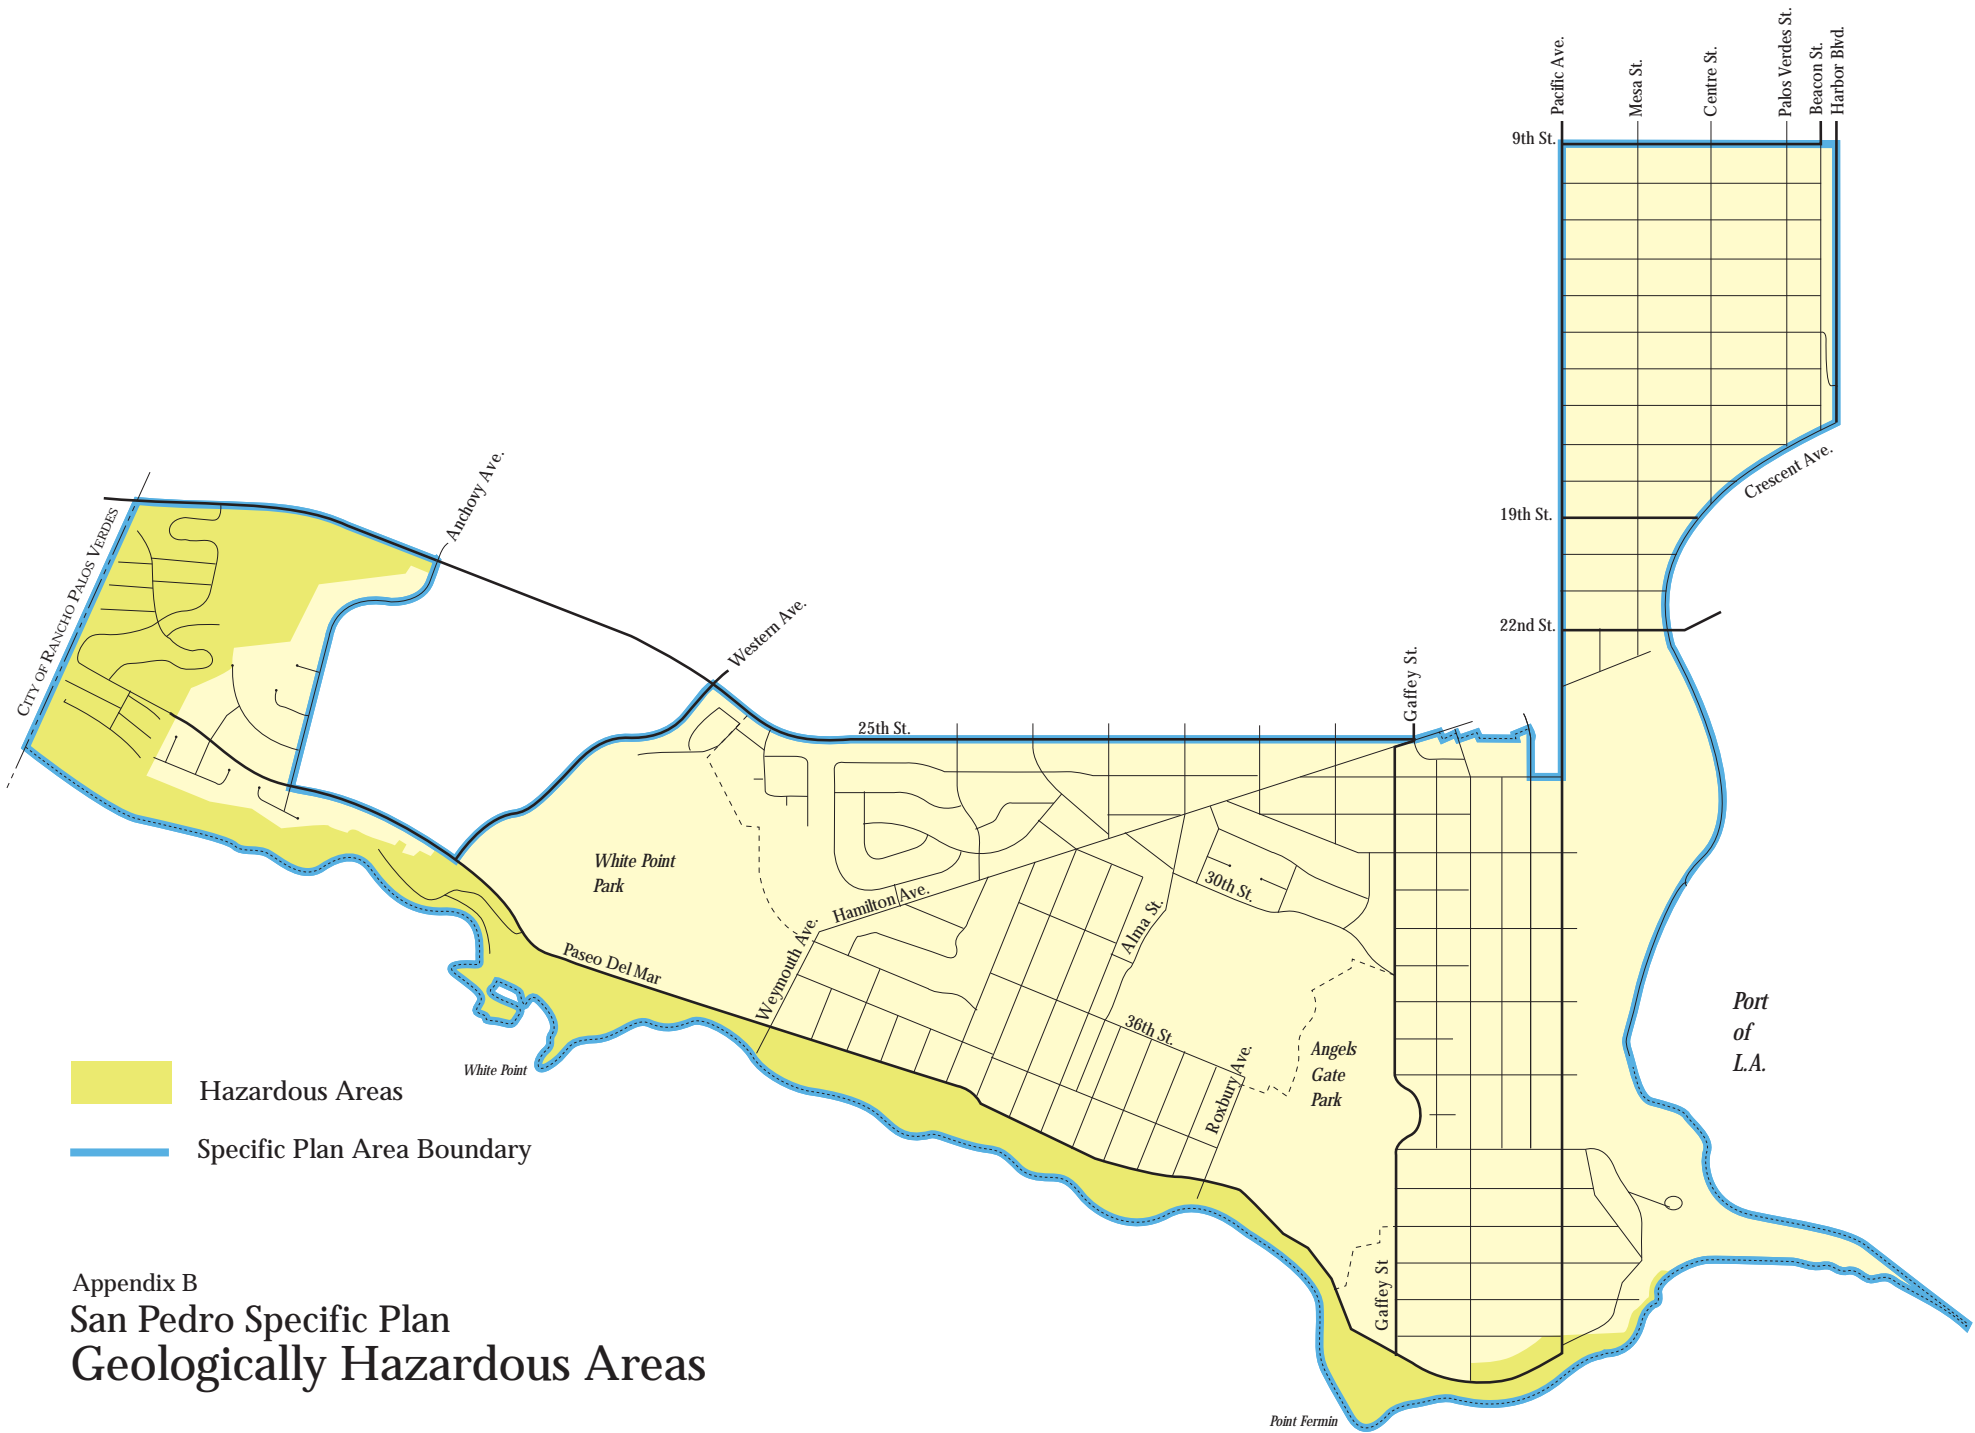 Pacific Ave.
Mesa St.
Centre St.
Palos Verdes St.
Beacon St.
Harbor Blvd.
9th St.
Crescent Ave.
19th St.
22nd St.
Anchovy Ave.
CITY OF RANCHO PALOS VERDES
Western Ave.
Gaffey St.
25th St.
White Point
Park
Hamilton Ave.
30th St.
Alma St.
Weymouth Ave.
Paseo Del Mar
36th St.
Roxbury Ave.
Angels
Gate
Park
Port
of
L.A.
White Point
Gaffey St
Point Fermin
Hazardous Areas
Specific Plan Area Boundary
Appendix B
San Pedro Specific Plan
Geologically Hazardous Areas